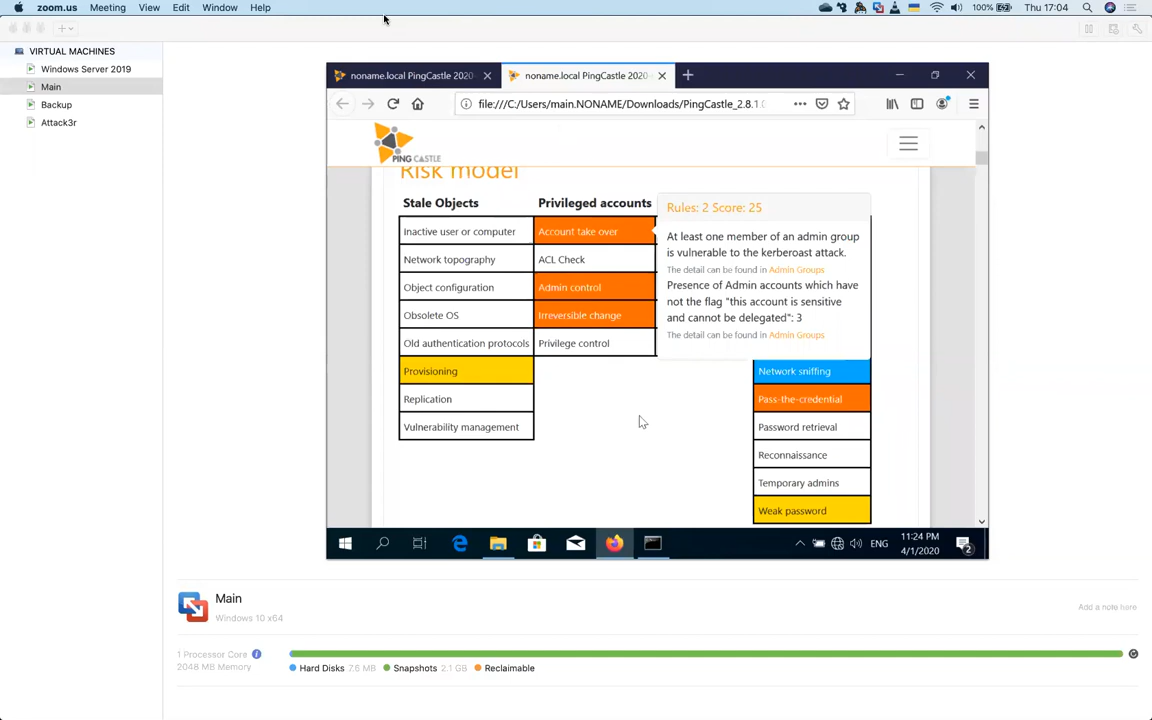 zoom.us Meeting View Edit Window Help 100% Thu 17:04
VIRTUAL MACHINES
Windows Server 2019
Main
Backup
Attack3r
noname.local PingCastle 2020-
noname.local PingCastle 2020-
file:///C:/Users/main.NONAME/Downloads/PingCastle_2.8.1.0
PING CASTLE
Risk model
Stale Objects
Privileged accounts
Inactive user or computer
Network topography
Object configuration
Obsolete OS
Old authentication protocols
Provisioning
Replication
Vulnerability management
Account take over
ACL Check
Admin control
Irreversible change
Privilege control
Rules: 2 Score: 25
At least one member of an admin group
is vulnerable to the kerberoast attack.
The detail can be found in Admin Groups
Presence of Admin accounts which have
not the flag "this account is sensitive
and cannot be delegated": 3
The detail can be found in Admin Groups
Network sniffing
Pass-the-credential
Password retrieval
Reconnaissance
Temporary admins
Weak password
ENG
11:24 PM
4/1/2020
2
Main
Windows 10 x64
Add a note here
1 Processor Core
2048 MB Memory
Hard Disks 7.6 MB Snapshots 2.1 GB Reclaimable